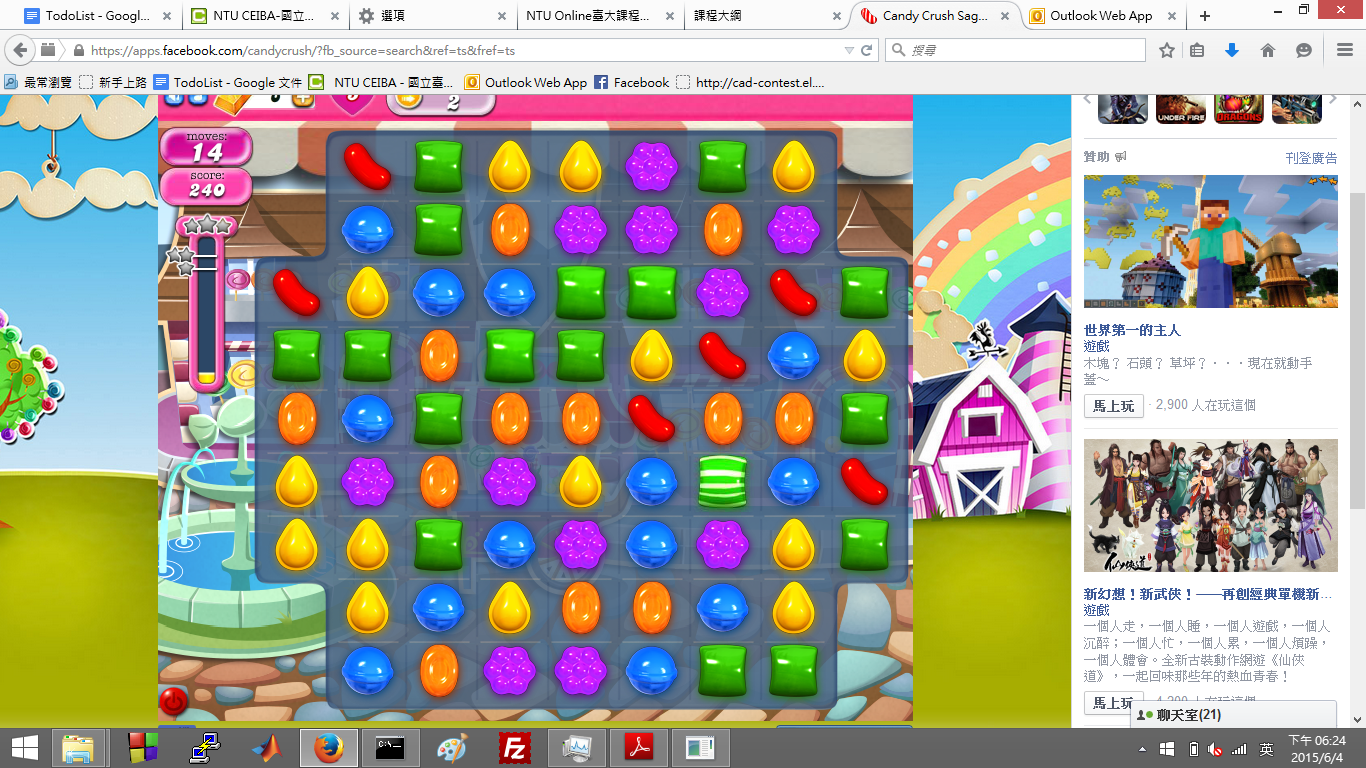 TodoList - Googl...
NTU CEIBA-國立...
選項
NTU Online臺大課程...
課程大綱
Candy Crush Sag...
Outlook Web App
https://apps.facebook.com/candycrush/?fb_source=search&ref=ts&fref=ts
搜尋
最常瀏覽
新手上路
TodoList - Google 文件
NTU CEIBA - 國立臺...
Outlook Web App
Facebook
http://cad-contest.el....
2
moves:
14
score:
240
UNDER FIRE
DRAGONS
贊助
刊登廣告
世界第一的主人
遊戲
木塊？ 石頭？ 草坪？・・・現在就動手
蓋～
馬上玩 · 2,900 人在玩這個
仙俠道
新幻想！新武俠！——再創經典單機新...
遊戲
一個人走，一個人睡，一個人遊戲，一個人
沉醉；一個人忙，一個人累，一個人煩躁，
一個人體會。全新古裝動作網遊《仙俠
道》，一起回味那些年的熱血青春！
馬上玩
聊天室(21)
英
下午 06:24
2015/6/4